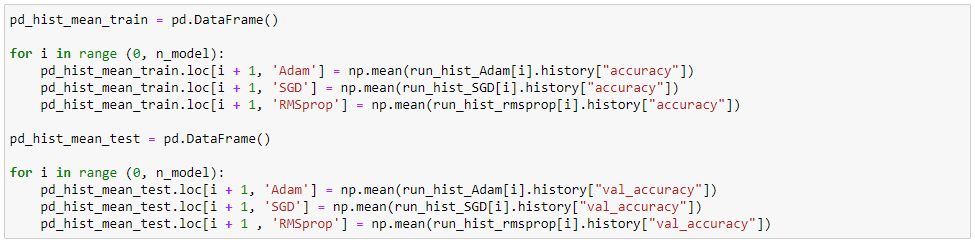 pd_hist_mean_train = pd.DataFrame()
for i in range (0, n_model):
    pd_hist_mean_train.loc[i + 1, 'Adam'] = np.mean(run_hist_Adam[i].history["accuracy"])
    pd_hist_mean_train.loc[i + 1, 'SGD'] = np.mean(run_hist_SGD[i].history["accuracy"])
    pd_hist_mean_train.loc[i + 1, 'RMSprop'] = np.mean(run_hist_rmsprop[i].history["accuracy"])
pd_hist_mean_test = pd.DataFrame()
for i in range (0, n_model):
    pd_hist_mean_test.loc[i + 1, 'Adam'] = np.mean(run_hist_Adam[i].history["val_accuracy"])
    pd_hist_mean_test.loc[i + 1, 'SGD'] = np.mean(run_hist_SGD[i].history["val_accuracy"])
    pd_hist_mean_test.loc[i + 1 , 'RMSprop'] = np.mean(run_hist_rmsprop[i].history["val_accuracy"])